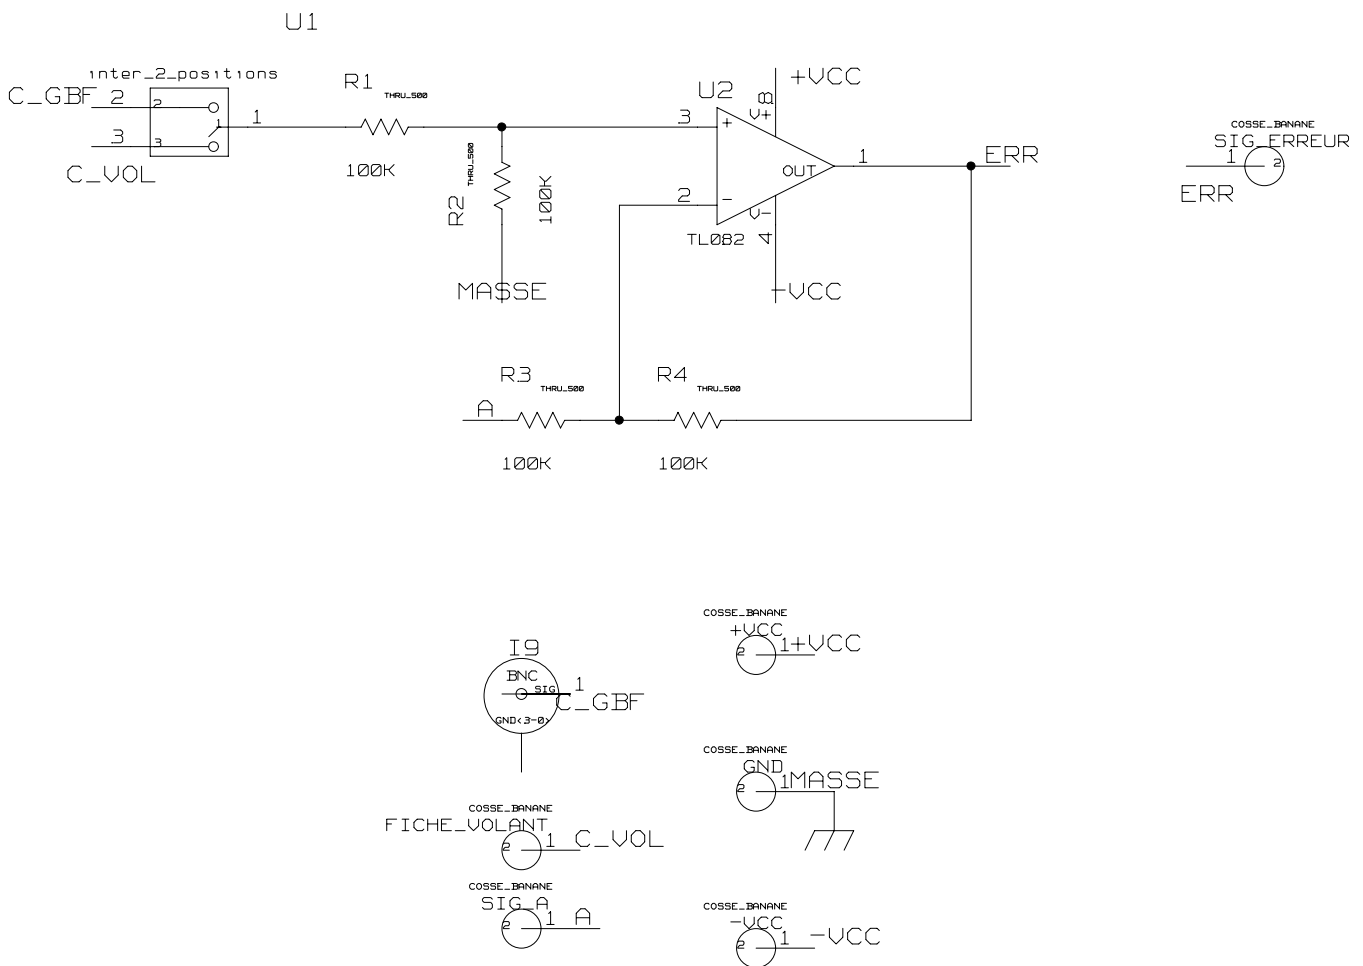 U1
inter_2_positions
C_GBF 2 2
1 1
3 3
C_VOL
R1
THRU_500
100K
R2
THRU_500
100K
MASSE
U2
+VCC
8
V+
3 +
OUT 1
ERR
2 -
V-
4
TL082
-VCC
COSSE_BANANE
SIG_ERREUR
1 2
ERR
R3
THRU_500
100K
A
R4
THRU_500
100K
I9
BNC
SIG 1
C_GBF
GND<3-0>
COSSE_BANANE
+VCC
2 1 +VCC
COSSE_BANANE
GND
2 1 MASSE
COSSE_BANANE
FICHE_VOLANT
2 1 C_VOL
COSSE_BANANE
SIG_A
2 1 A
COSSE_BANANE
-VCC
2 1 -VCC